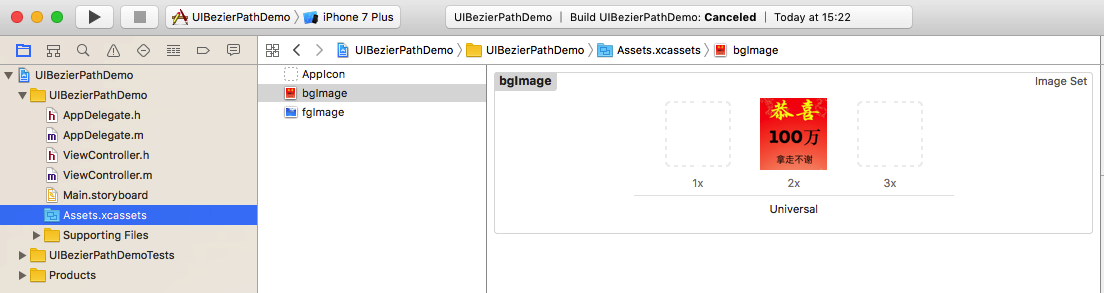 UIBezierPathDemo iPhone 7 Plus UIBezierPathDemo | Build UIBezierPathDemo: Canceled | Today at 15:22
UIBezierPathDemo UIBezierPathDemo Assets.xcassets bgImage
UIBezierPathDemo
UIBezierPathDemo
AppDelegate.h
AppDelegate.m
ViewController.h
ViewController.m
Main.storyboard
Assets.xcassets
Supporting Files
UIBezierPathDemoTests
Products
AppIcon
bgImage
fgImage
bgImage Image Set
恭喜
100万
拿走不谢
1x 2x 3x
Universal